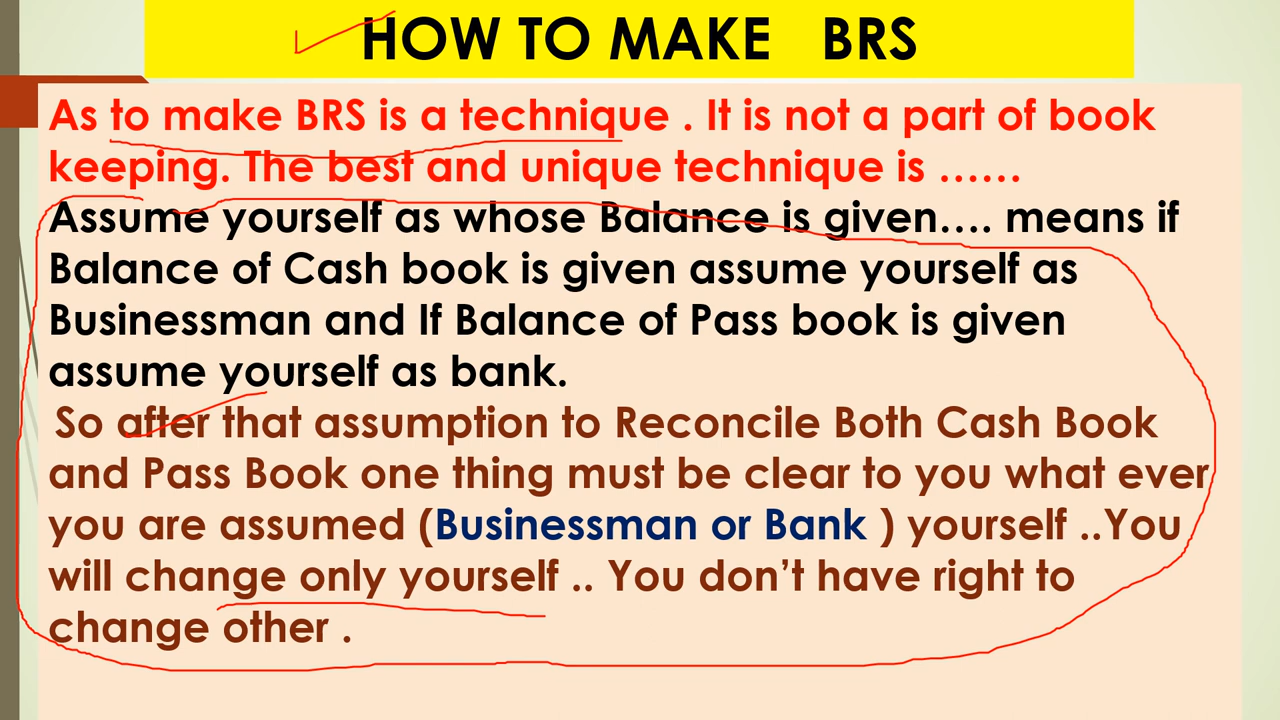 HOW TO MAKE BRS
As to make BRS is a technique . It is not a part of book
keeping. The best and unique technique is ……
Assume yourself as whose Balance is given…. means if
Balance of Cash book is given assume yourself as
Businessman and If Balance of Pass book is given
assume yourself as bank.
So after that assumption to Reconcile Both Cash Book
and Pass Book one thing must be clear to you what ever
you are assumed (Businessman or Bank ) yourself ..You
will change only yourself .. You don’t have right to
change other .